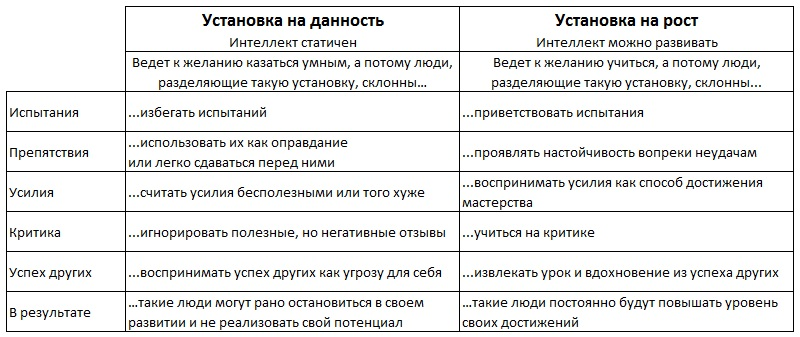 Установка на данность
Интеллект статичен
Ведет к желанию казаться умным, а потому люди,
разделяющие такую установку, склонны…
Установка на рост
Интеллект можно развивать
Ведет к желанию учиться, а потому люди,
разделяющие такую установку, склонны...
Испытания
...избегать испытаний
...приветствовать испытания
Препятствия
...использовать их как оправдание
или легко сдаваться перед ними
...проявлять настойчивость вопреки неудачам
Усилия
...считать усилия бесполезными или того хуже
...воспринимать усилия как способ достижения
мастерства
Критика
...игнорировать полезные, но негативные отзывы
...учиться на критике
Успех других
...воспринимать успех других как угрозу для себя
...извлекать урок и вдохновение из успеха других
В результате
…такие люди могут рано остановиться в своем
развитии и не реализовать свой потенциал
…такие люди постоянно будут повышать уровень
своих достижений